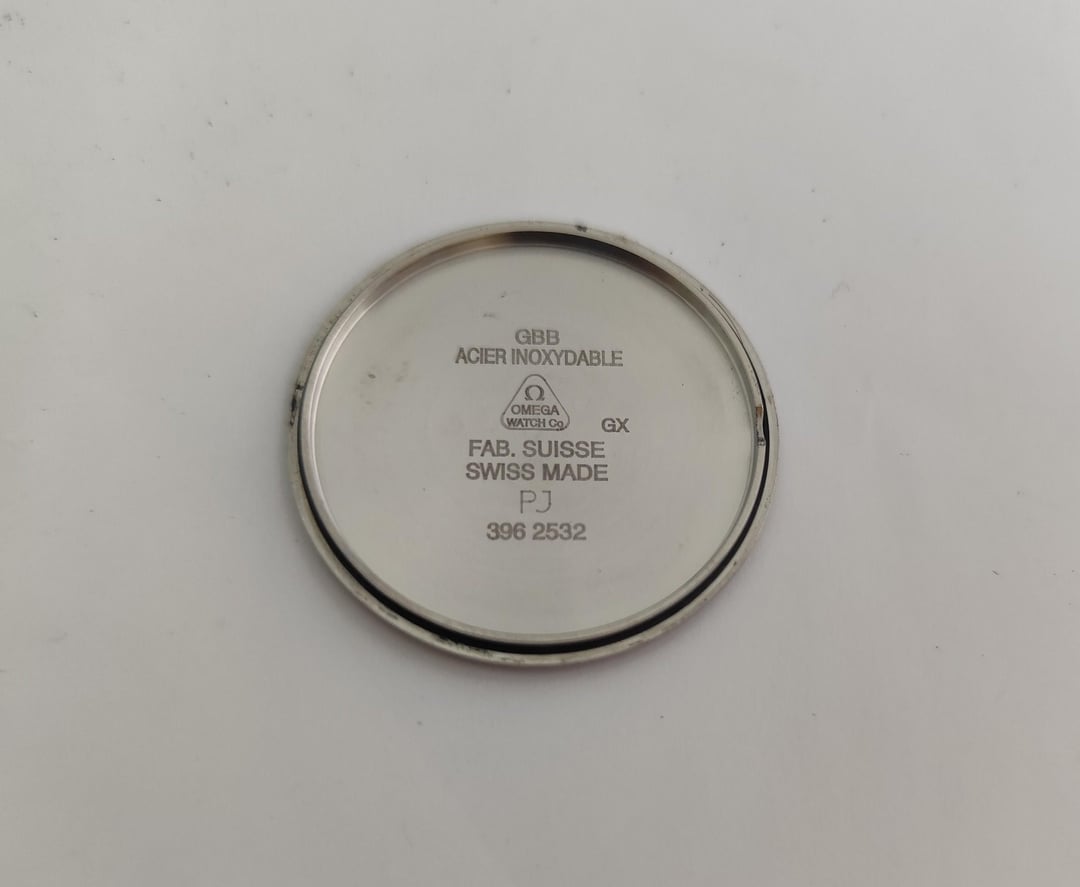 GBB
ACIER INOXYDABLE
Ω
OMEGA
WATCH Co
GX
FAB. SUISSE
SWISS MADE
PJ
396 2532